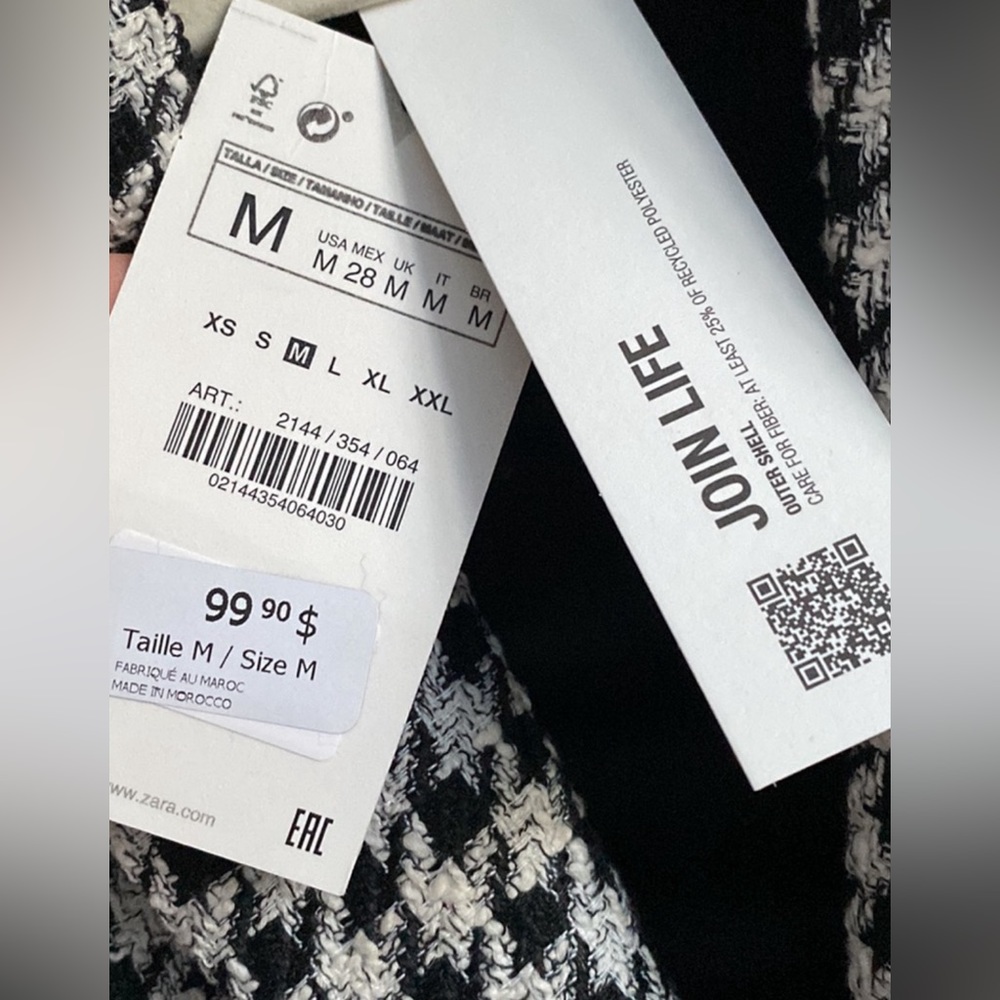 TALLA / SIZE / TAMANHO / TAILLE / MAAT /
M
USA MEX UK IT BR
M 28 M M M
XS S M L XL XXL
ART.: 2144 / 354 / 064
02144354064030
99 90 $
Taille M / Size M
FABRIQUÉ AU MAROC
MADE IN MOROCCO
ww.zara.com
EAC
JOIN LIFE
OUTER SHELL
CARE FOR FIBER: AT LEAST 25% OF RECYCLED POLYESTER